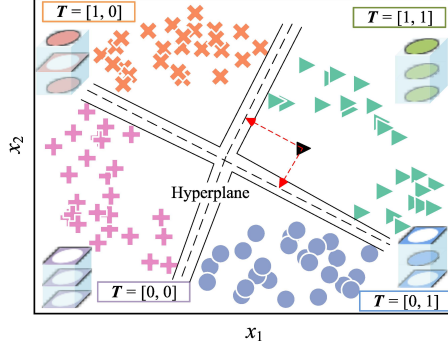 T = [1, 0]
T = [1, 1]
x₂
Hyperplane
T = [0, 0]
T = [0, 1]
x₁